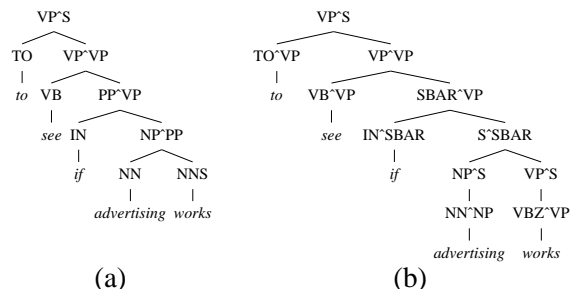 VP^S VP^S
TO VP^VP TO^VP VP^VP
to VB PP^VP to VB^VP SBAR^VP
see IN NP^PP see IN^SBAR S^SBAR
if NN NNS if NP^S VP^S
advertising works NN^NP VBZ^VP
advertising works
(a) (b)